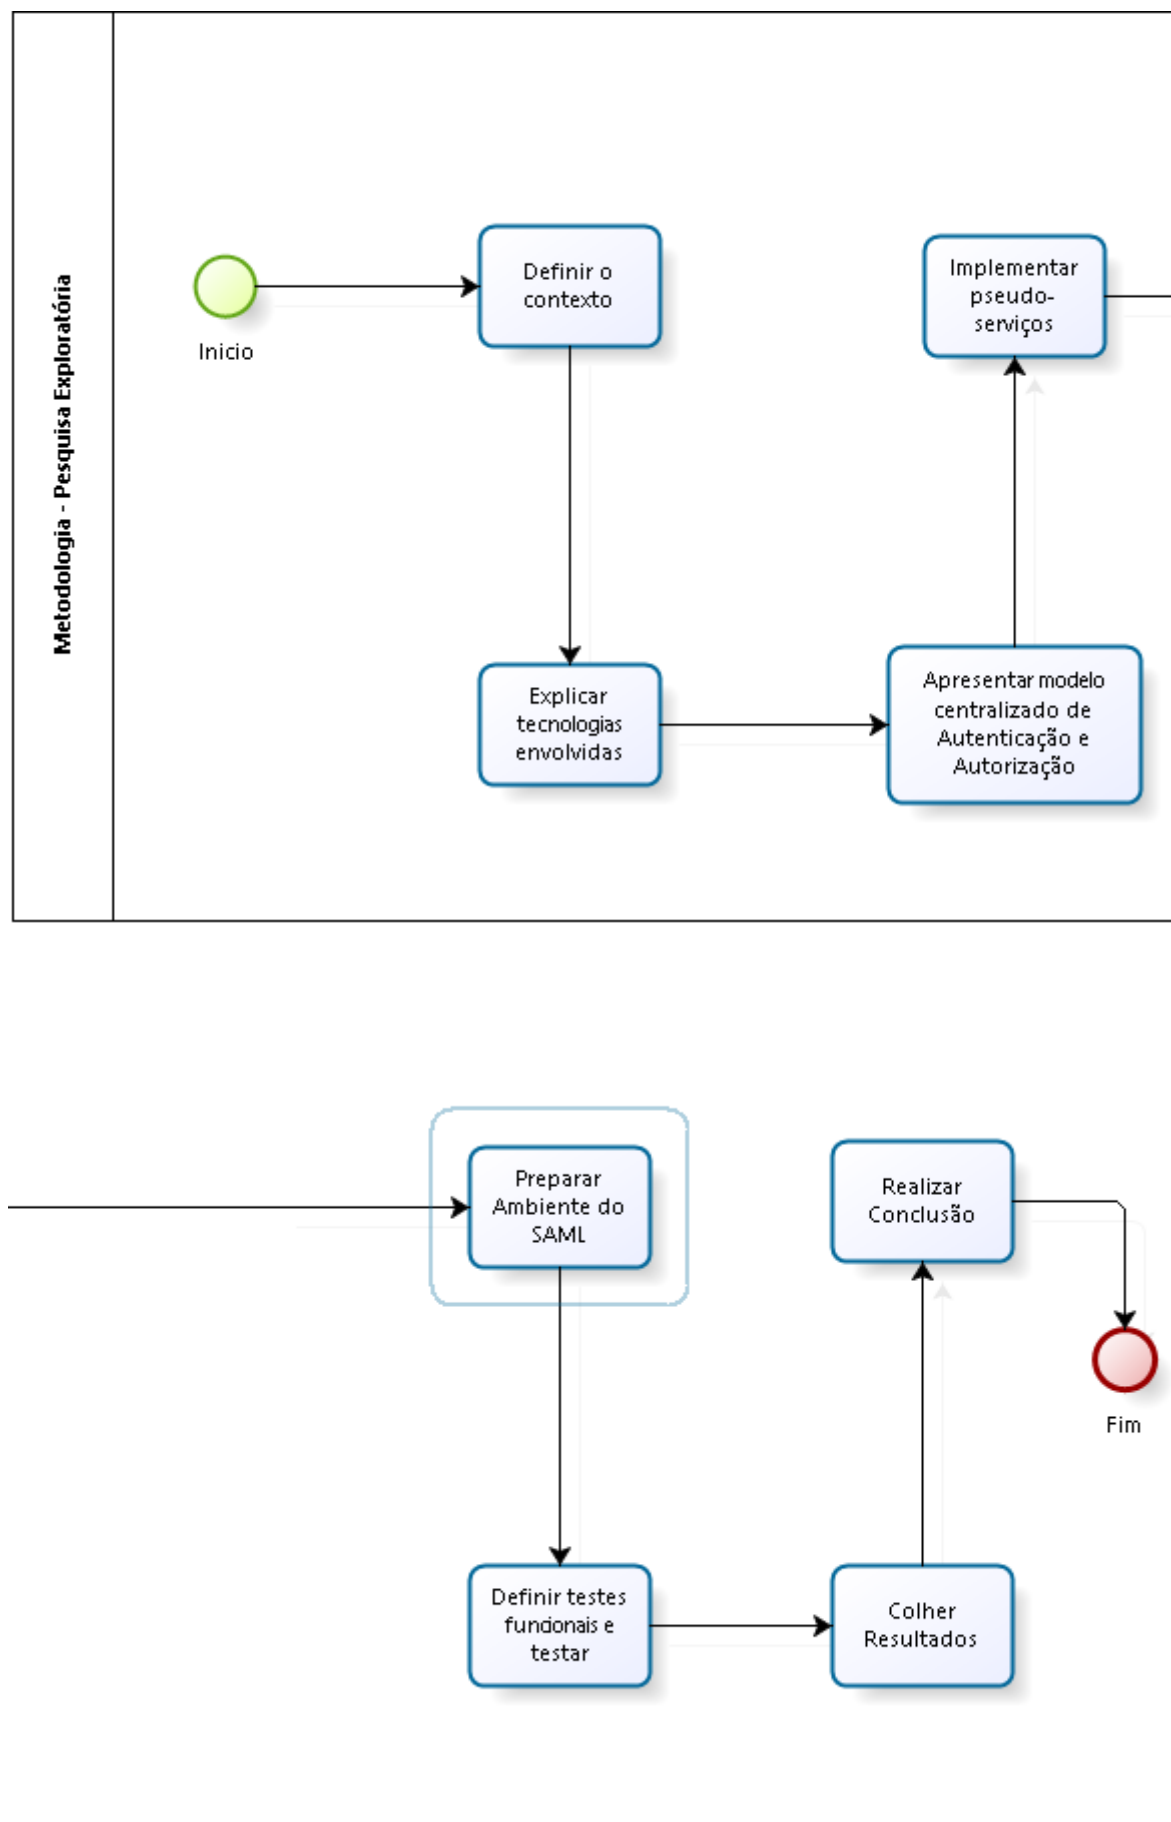 Metodologia - Pesquisa Exploratória
Inicio
Definir o
contexto
Explicar
tecnologias
envolvidas
Apresentar modelo
centralizado de
Autenticação e
Autorização
Implementar
pseudo-
serviços
Preparar
Ambiente do
SAML
Definir testes
funcionais e
testar
Colher
Resultados
Realizar
Conclusão
Fim